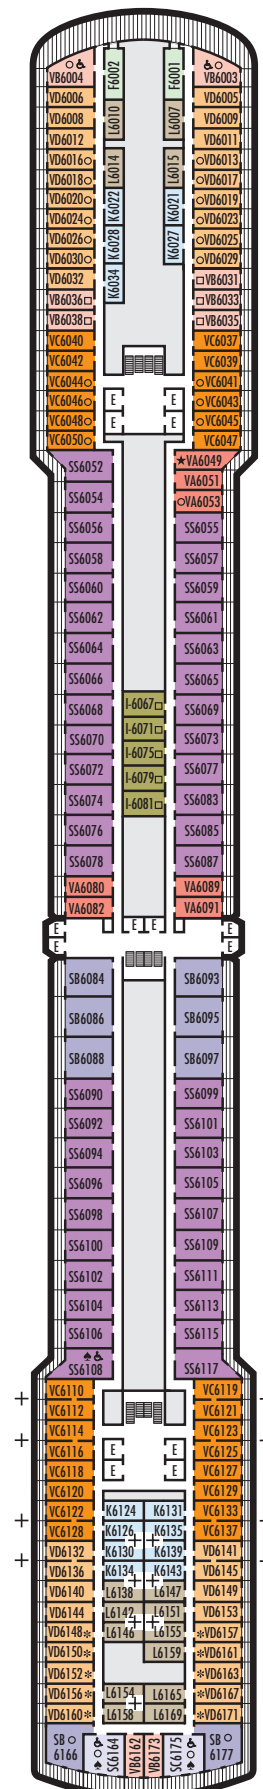 VB6004 F6002 F6001 VB6003
VD6006 VD6005
VD6008 L6010 L6007 VD6009
VD6012 VD6011
VD6016 L6014 L6015 VD6013
VD6018 VD6017
VD6020 K6022 K6021 VD6019
VD6024 VD6023
VD6026 K6028 K6027 VD6025
VD6030 VD6029
VD6032 K6034 VB6031
VB6036 VB6033
VB6038 VB6035
VC6040 VC6037
VC6042 VC6039
VC6044 VC6041
VC6046 E E VC6043
VC6048 E E VC6045
VC6050 VC6047
SS6052 ★VA6049
VA6051
SS6054 VA6053
SS6056 SS6055
SS6058 SS6057
SS6060 SS6059
SS6062 SS6061
SS6064 SS6063
SS6066 SS6065
SS6068 I-6067 SS6069
SS6070 I-6071 SS6073
I-6075
SS6072 I-6079 SS6077
SS6074 I-6081 SS6083
SS6076 SS6085
SS6078 SS6087
VA6080 VA6089
VA6082 VA6091
E E E E
E E
SB6084 SB6093
SB6086 SB6095
SB6088 SB6097
SS6090 SS6099
SS6092 SS6101
SS6094 SS6103
SS6096 SS6105
SS6098 SS6107
SS6100 SS6109
SS6102 SS6111
SS6104 SS6113
SS6106 SS6115
SS6108 SS6117
VC6110 VC6119
VC6112 VC6121
VC6114 VC6123
VC6116 E E VC6125
VC6118 E E VC6127
VC6120 VC6129
VC6122 K6124 K6131 VC6133
VC6128 K6126 K6135 VC6137
VD6132 K6130 K6139 VD6141
VD6136 K6134 K6143 VD6145
VD6140 L6138 L6147 VD6149
VD6144 L6142 L6151 VD6153
VD6148* L6146 L6155 *VD6157
VD6150* L6159 *VD6161
VD6152* *VD6163
VD6156* L6154 L6165 *VD6167
VD6160* L6158 L6169 *VD6171
SB 6166 SC6164 VB6162 VB6173 SC6175 SB 6177